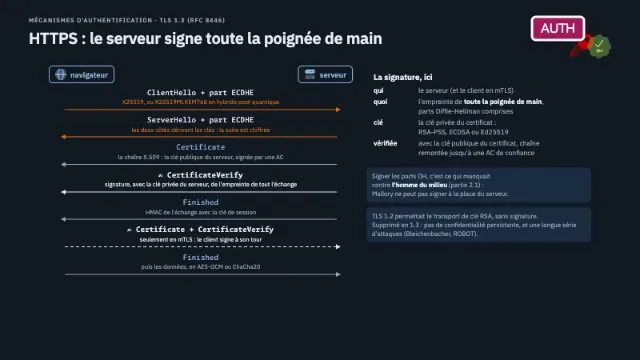 MÉCANISMES D'AUTHENTIFICATION · TLS 1.3 (RFC 8446)
HTTPS : le serveur signe toute la poignée de main
AUTH
navigateur
serveur
ClientHello + part ECDHE
X25519, ou X25519MLKEM768 en hybride post-quantique
ServerHello + part ECDHE
les deux côtés dérivent les clés : la suite est chiffrée
Certificate
la chaîne X.509 : la clé publique du serveur, signée par une AC
CertificateVerify
signature, avec la clé privée du serveur, de l'empreinte de tout l'échange
Finished
HMAC de l'échange avec la clé de session
Certificate + CertificateVerify
seulement en mTLS : le client signe à son tour
Finished
puis les données, en AES-GCM ou ChaCha20
La signature, ici
qui le serveur (et le client en mTLS)
quoi l'empreinte de toute la poignée de main,
parts Diffie-Hellman comprises
clé la clé privée du certificat :
RSA-PSS, ECDSA ou Ed25519
vérifiée avec la clé publique du certificat, chaîne
remontée jusqu'à une AC de confiance
Signer les parts DH, c'est ce qui manquait
contre l'homme du milieu (partie 2.1) :
Mallory ne peut pas signer à la place du serveur.
TLS 1.2 permettait le transport de clé RSA, sans signature.
Supprimé en 1.3 : pas de confidentialité persistante, et une longue série
d'attaques (Bleichenbacher, ROBOT).